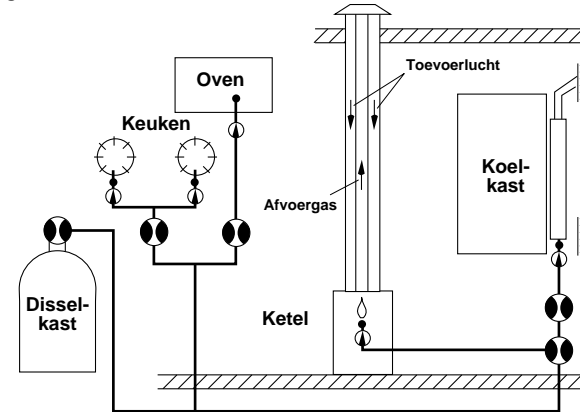 Toevoerlucht
Oven
Keuken
Koel-
kast
Afvoergas
Dissel-
kast
Ketel